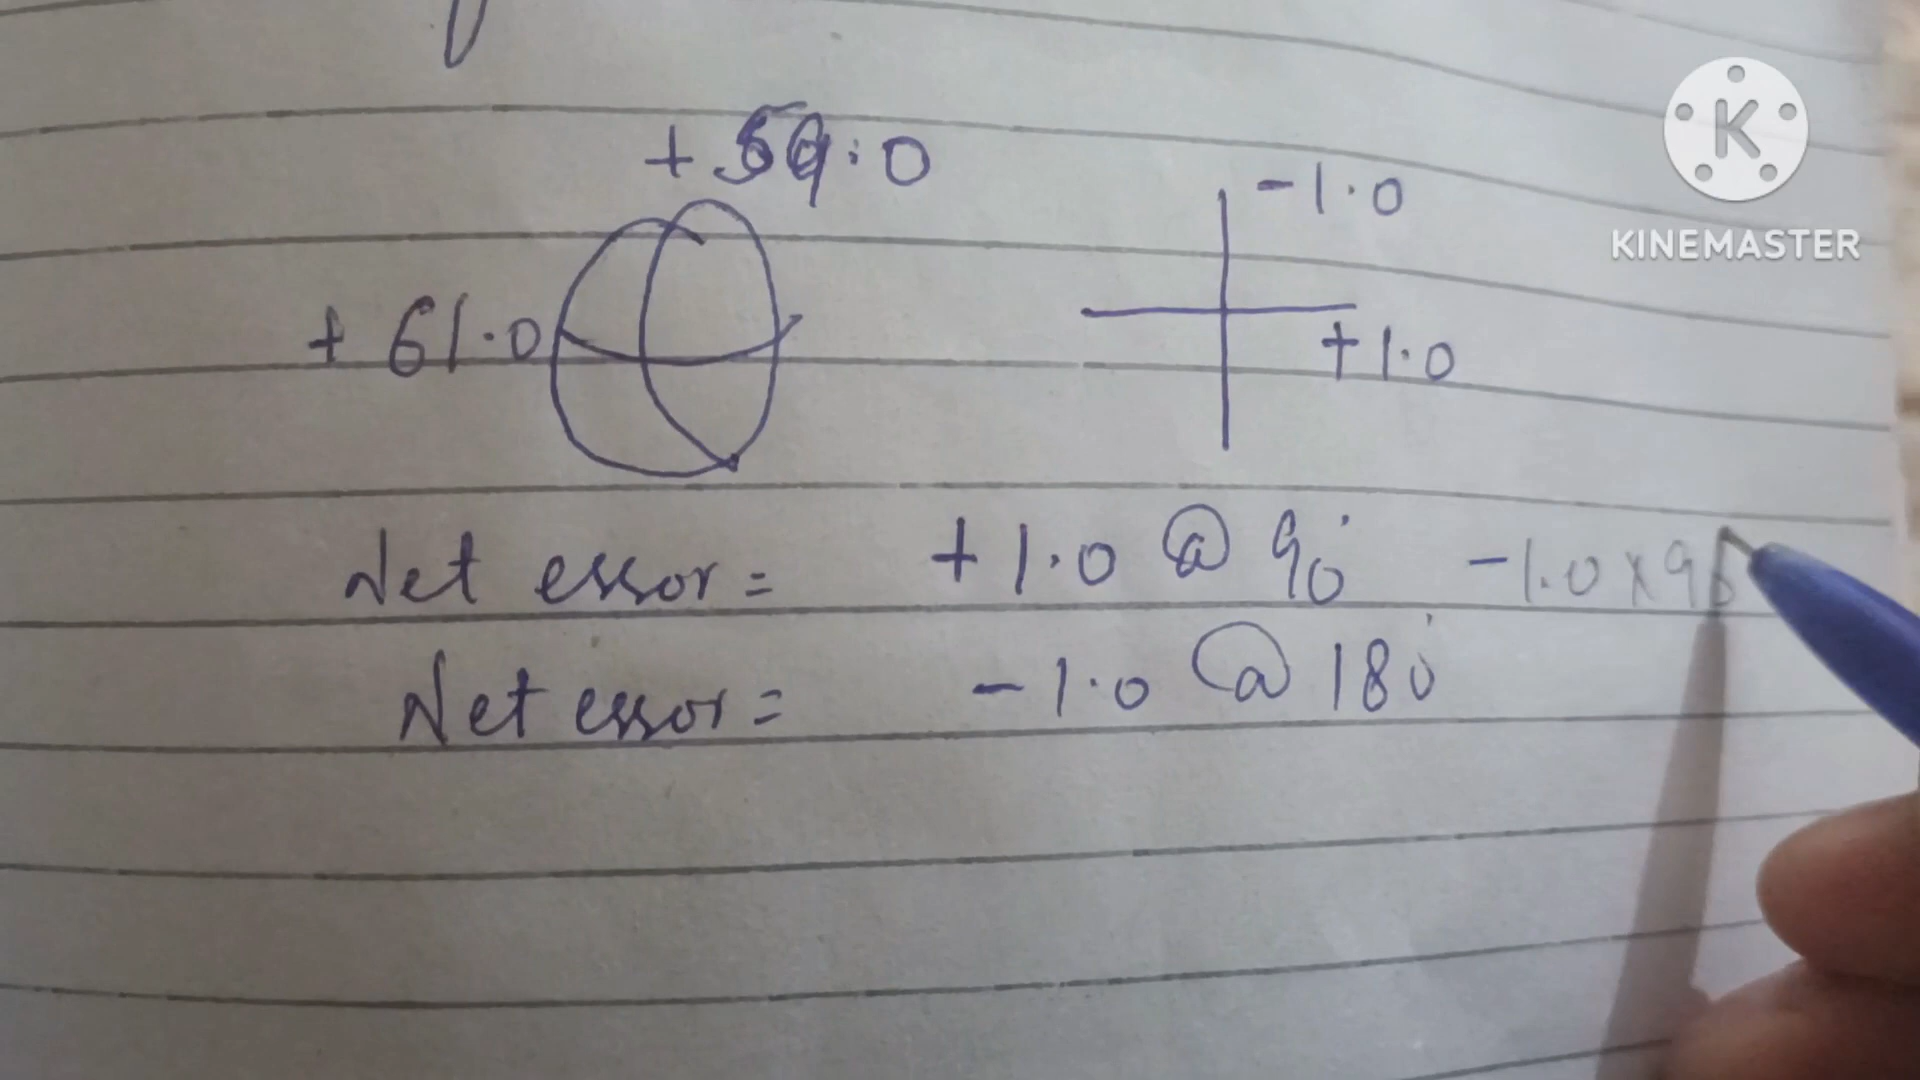 + 59.0
-1.0
K
KINEMASTER
+ 61.0
+1.0
Net error = +1.0 @ 90° -1.0 x 90
Net error = -1.0 @ 180°